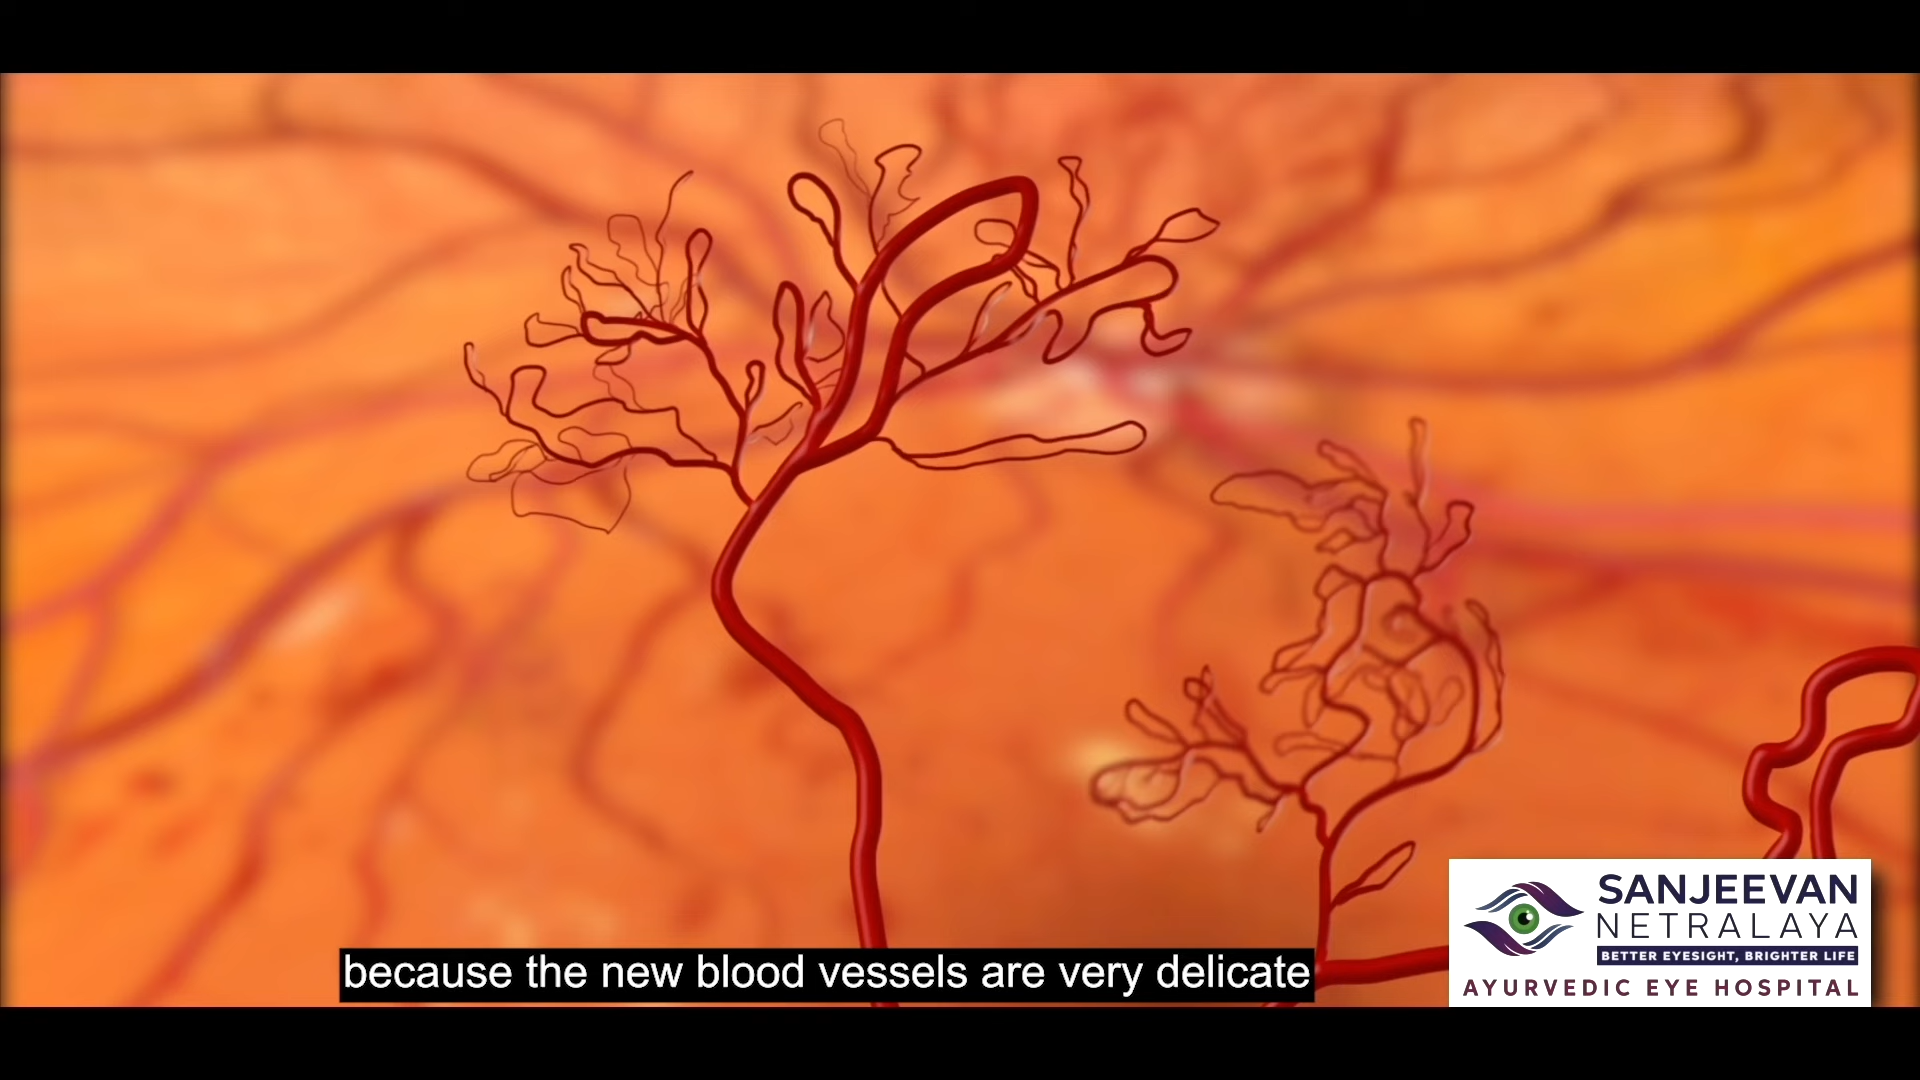 because the new blood vessels are very delicate
SANJEEVAN
NETRALAYA
BETTER EYESIGHT, BRIGHTER LIFE
AYURVEDIC EYE HOSPITAL